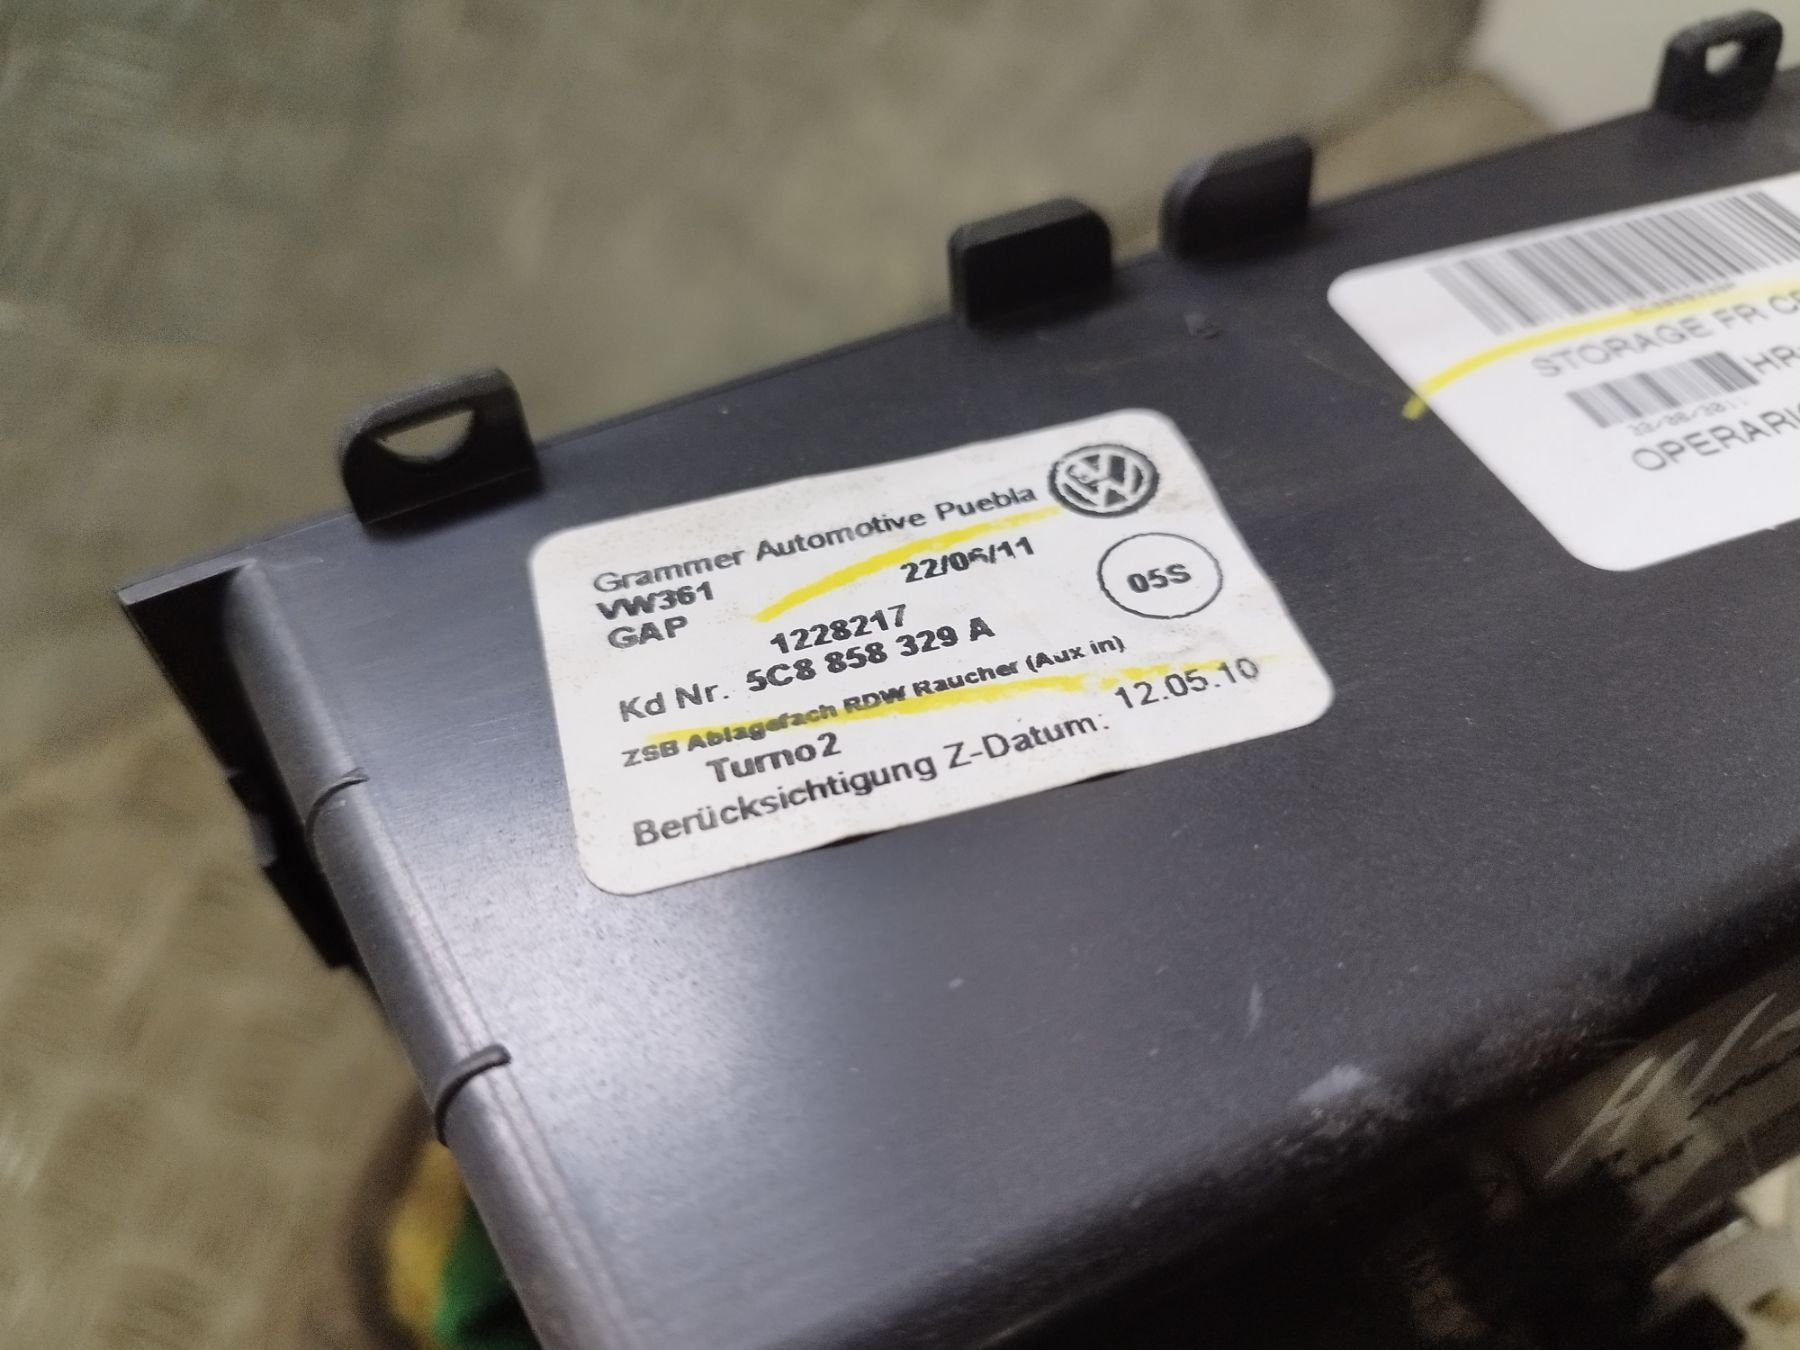 Grammer Automotive Puebla
VW361
22/06/11
GAP
05S
1228217
Kd Nr. 5C8 858 329 A
ZSB Ablagefach RDW Raucher (Aux in)
Turno2
Berücksichtigung Z-Datum: 12.05.10
STORAGE FR